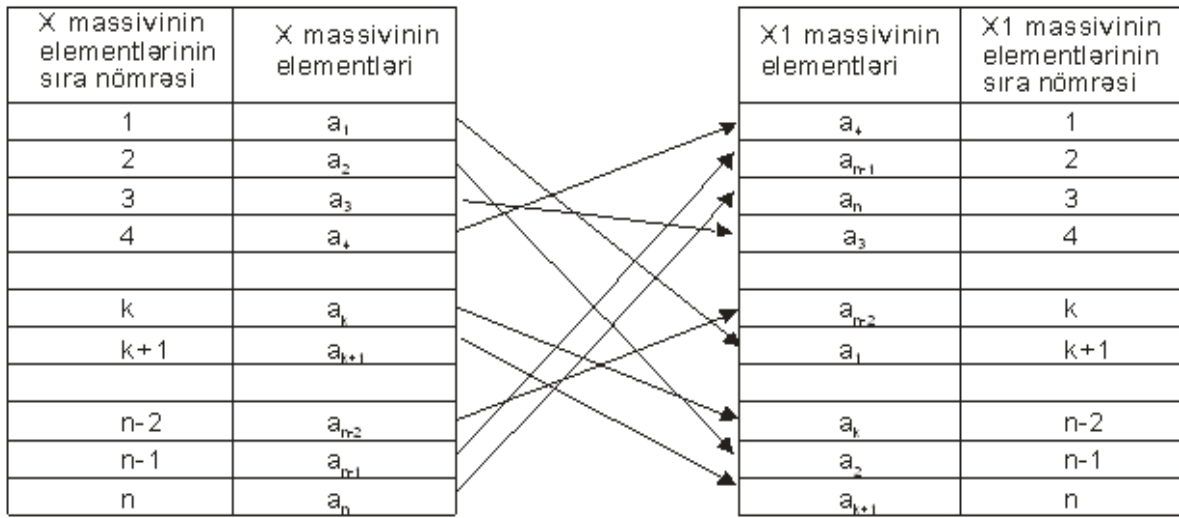 X massivinin elementlərinin sıra nömrəsi | X massivinin elementləri
1 | a₁
2 | a₂
3 | a₃
4 | a₄
k | aₖ
k+1 | aₖ₊₁
n-2 | aₙ₋₂
n-1 | aₙ₋₁
n | aₙ
X1 massivinin elementləri | X1 massivinin elementlərinin sıra nömrəsi
a₄ | 1
aₙ₋₁ | 2
aₙ | 3
a₃ | 4
aₙ₋₂ | k
a₁ | k+1
aₖ | n-2
a₂ | n-1
aₖ₊₁ | n